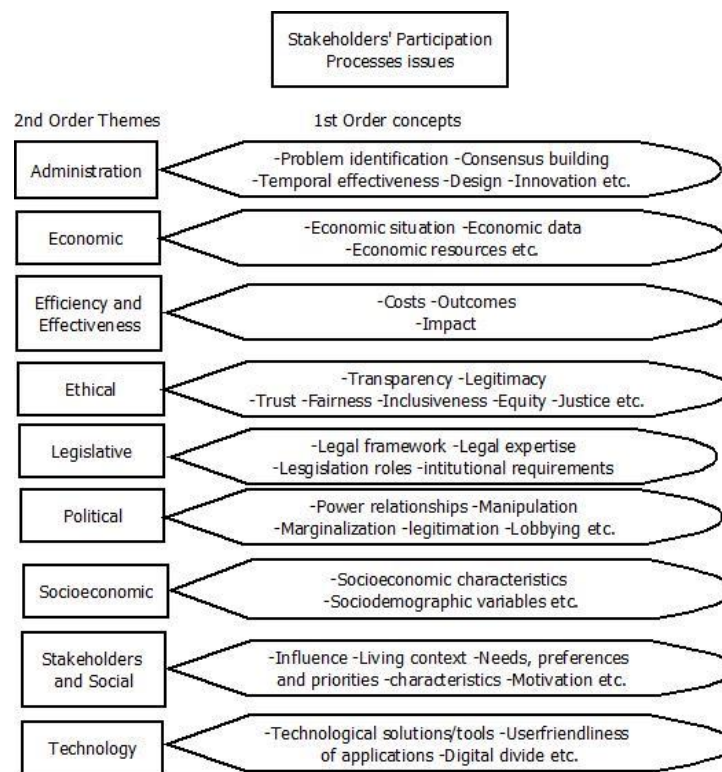 Stakeholders' Participation
Processes issues
2nd Order Themes
1st Order concepts
Administration
-Problem identification -Consensus building
-Temporal effectiveness -Design -Innovation etc.
Economic
-Economic situation -Economic data
-Economic resources etc.
Efficiency and
Effectiveness
-Costs -Outcomes
-Impact
Ethical
-Transparency -Legitimacy
-Trust -Fairness -Inclusiveness -Equity -Justice etc.
Legislative
-Legal framework -Legal expertise
-Lesgislation roles -intitutional requirements
Political
-Power relationships -Manipulation
-Marginalization -legitimation -Lobbying etc.
Socioeconomic
-Socioeconomic characteristics
-Sociodemographic variables etc.
Stakeholders
and Social
-Influence -Living context -Needs, preferences
and priorities -characteristics -Motivation etc.
Technology
-Technological solutions/tools -Userfriendliness
of applications -Digital divide etc.